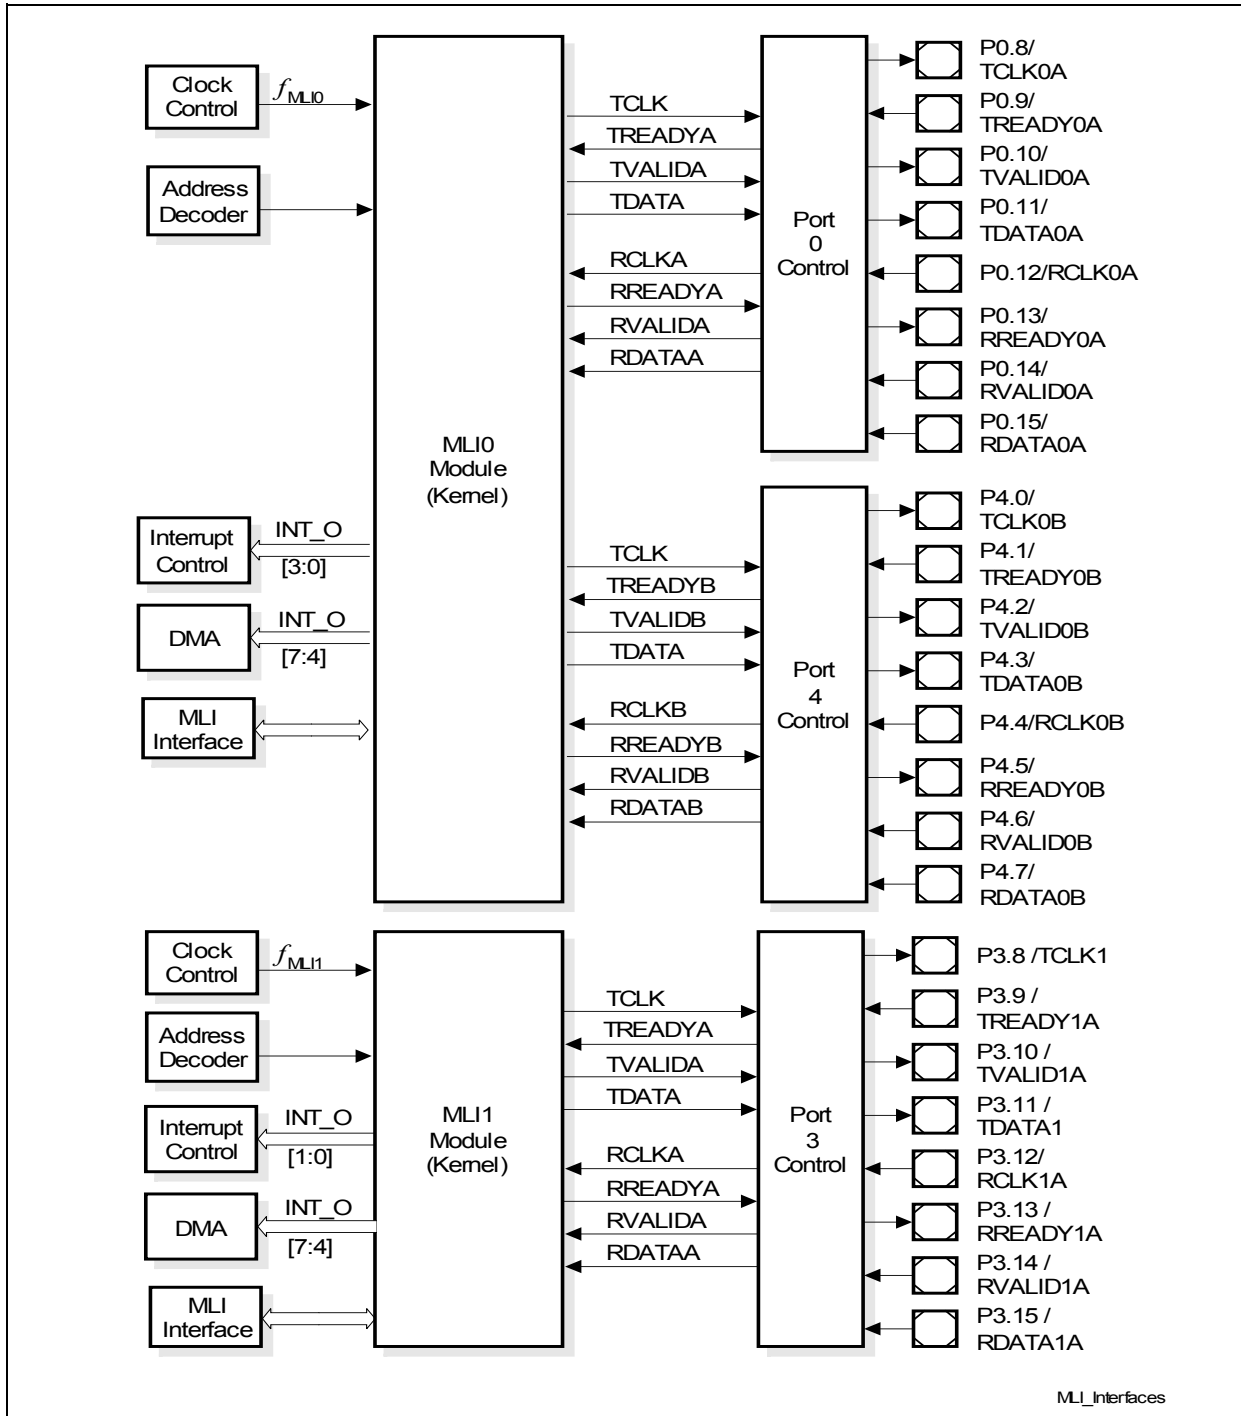 Clock
Control
fMLI0
Address
Decoder
Interrupt
Control
INT_O
[3:0]
DMA
INT_O
[7:4]
MLI
Interface
MLI0
Module
(Kernel)
TCLK
TREADYA
TVALIDA
TDATA
RCLKA
RREADYA
RVALIDA
RDATAA
TCLK
TREADYB
TVALIDB
TDATA
RCLKB
RREADYB
RVALIDB
RDATAB
Port
0
Control
P0.8/
TCLK0A
P0.9/
TREADY0A
P0.10/
TVALID0A
P0.11/
TDATA0A
P0.12/RCLK0A
P0.13/
RREADY0A
P0.14/
RVALID0A
P0.15/
RDATA0A
Port
4
Control
P4.0/
TCLK0B
P4.1/
TREADY0B
P4.2/
TVALID0B
P4.3/
TDATA0B
P4.4/RCLK0B
P4.5/
RREADY0B
P4.6/
RVALID0B
P4.7/
RDATA0B
Clock
Control
fMLI1
Address
Decoder
Interrupt
Control
INT_O
[1:0]
DMA
INT_O
[7:4]
MLI
Interface
MLI1
Module
(Kernel)
TCLK
TREADYA
TVALIDA
TDATA
RCLKA
RREADYA
RVALIDA
RDATAA
Port
3
Control
P3.8 /TCLK1
P3.9 /
TREADY1A
P3.10 /
TVALID1A
P3.11 /
TDATA1
P3.12/
RCLK1A
P3.13 /
RREADY1A
P3.14 /
RVALID1A
P3.15 /
RDATA1A
MLI_Interfaces